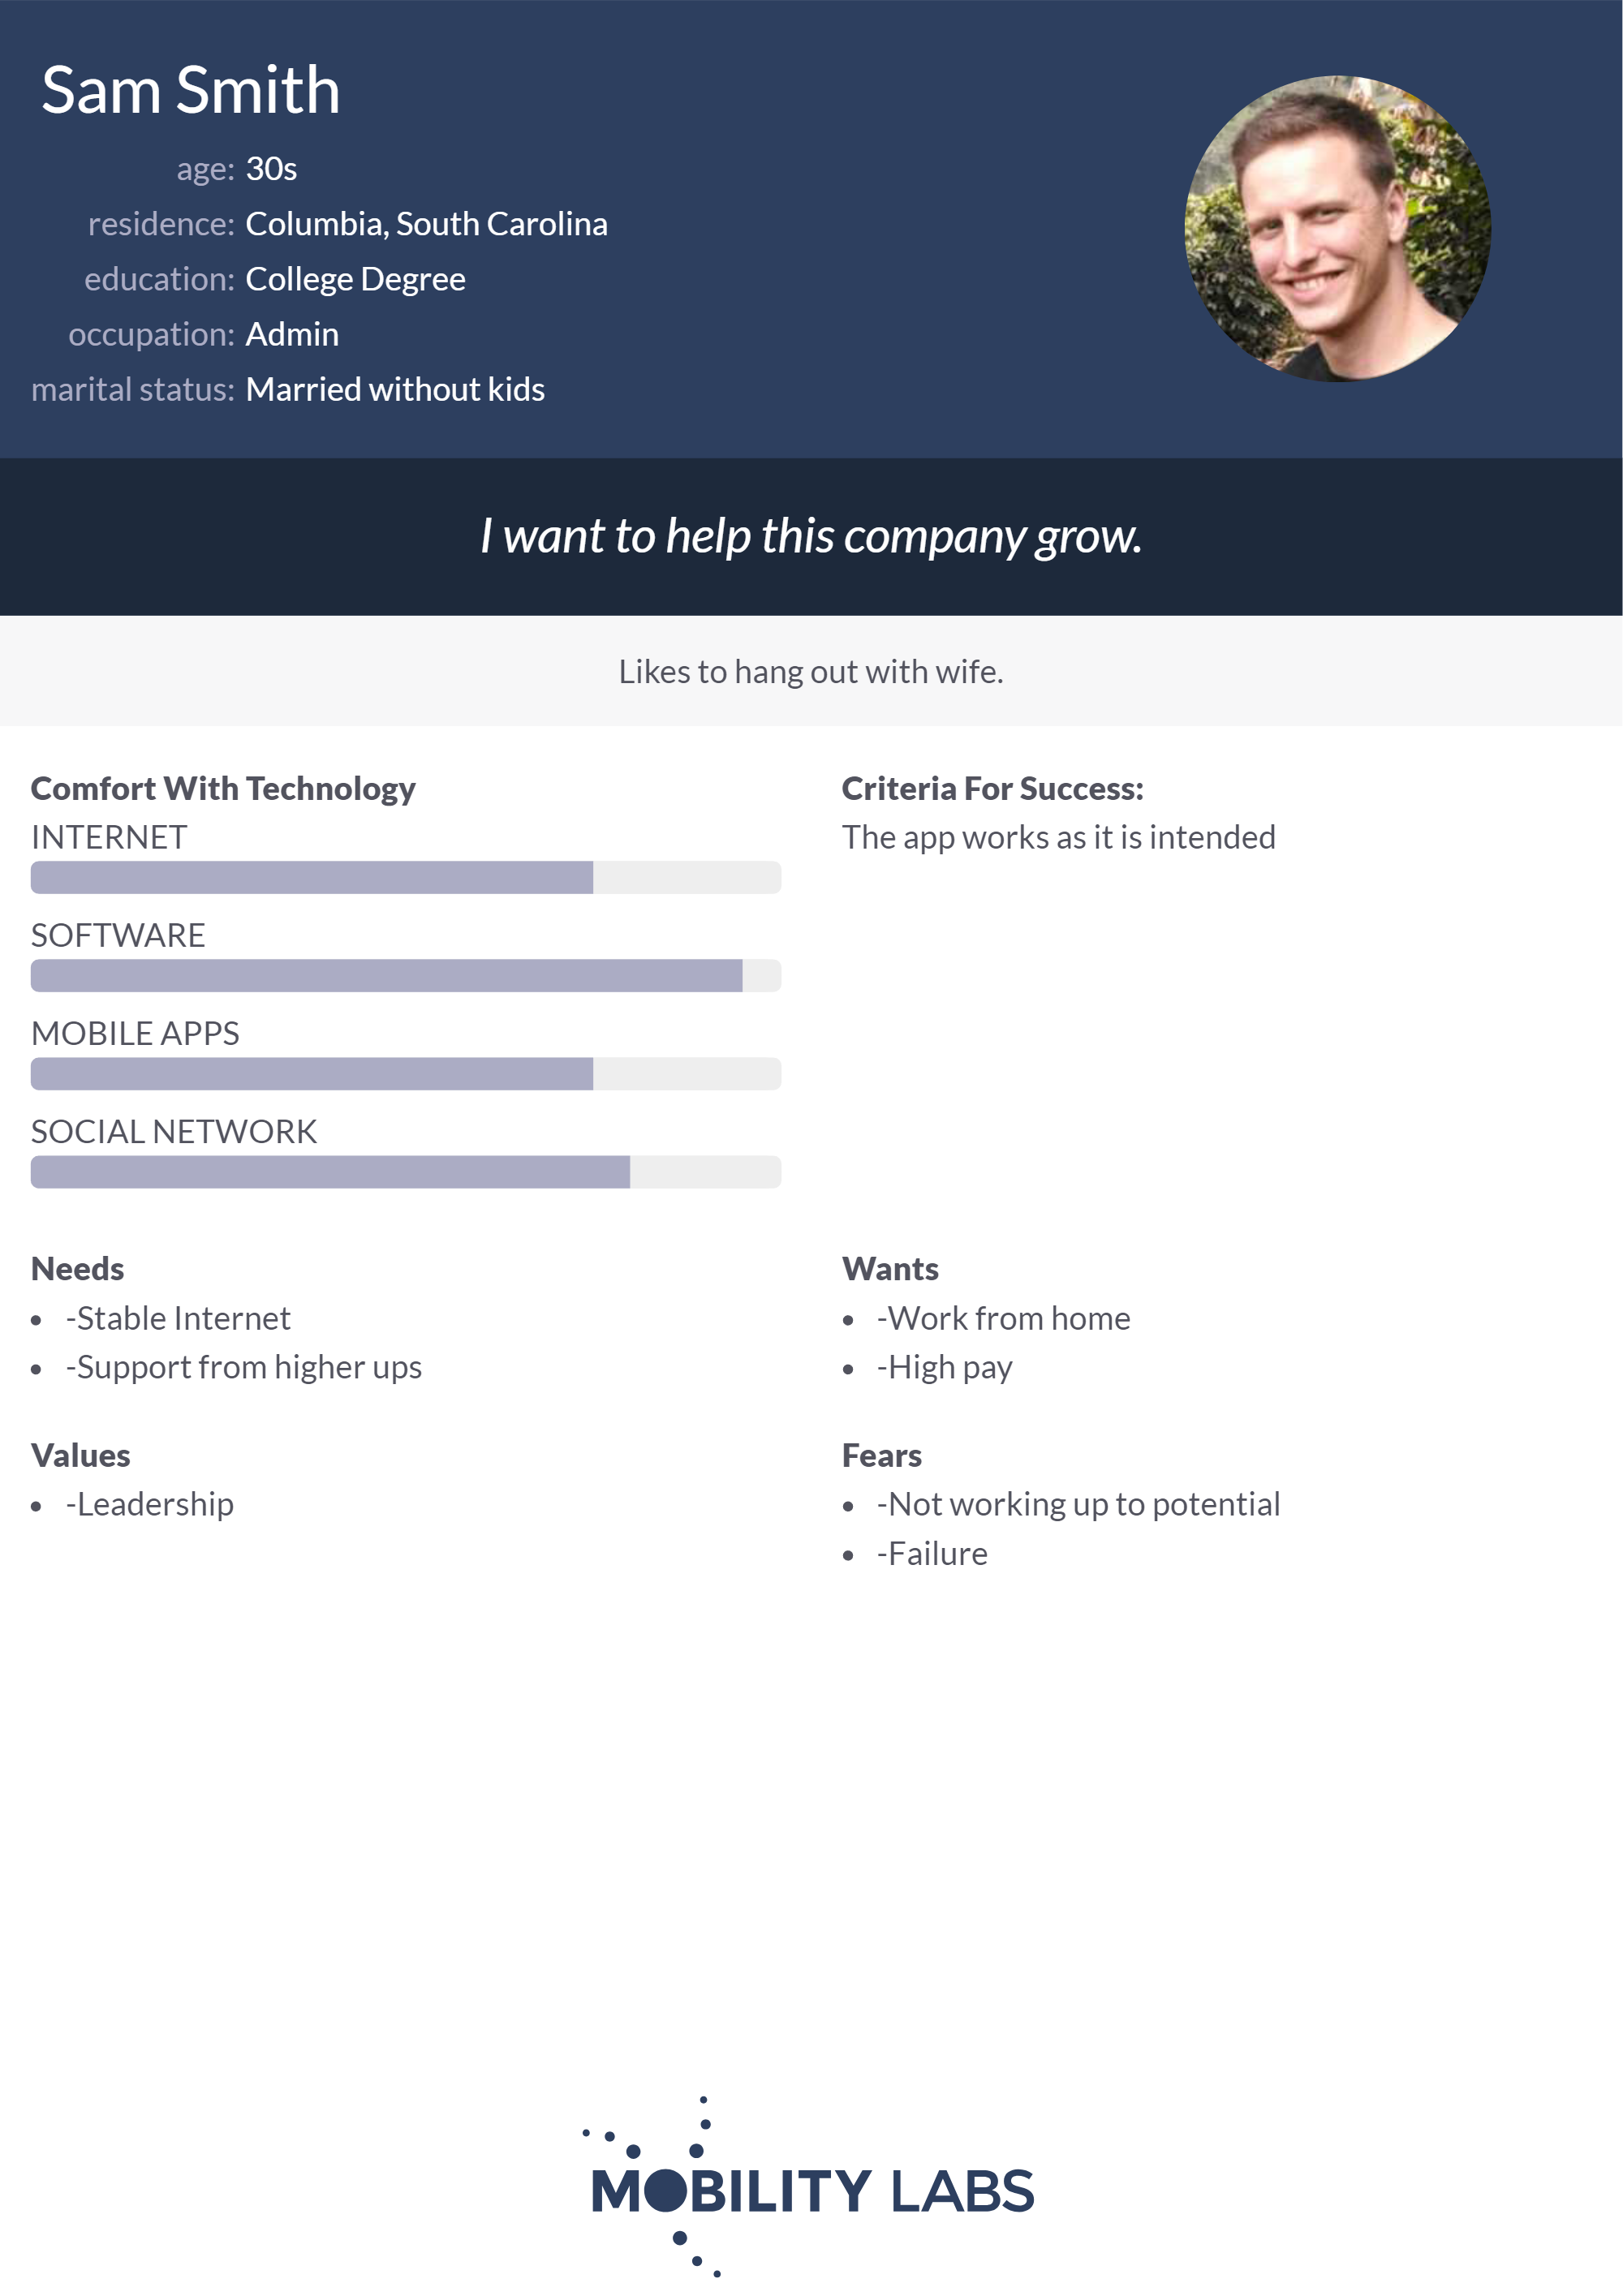 Sam Smith
age: 30s
residence: Columbia, South Carolina
education: College Degree
occupation: Admin
marital status: Married without kids
I want to help this company grow.
Likes to hang out with wife.
Comfort With Technology
INTERNET
SOFTWARE
MOBILE APPS
SOCIAL NETWORK
Criteria For Success:
The app works as it is intended
Needs
• -Stable Internet
• -Support from higher ups
Wants
• -Work from home
• -High pay
Values
• -Leadership
Fears
• -Not working up to potential
• -Failure
MOBILITY LABS